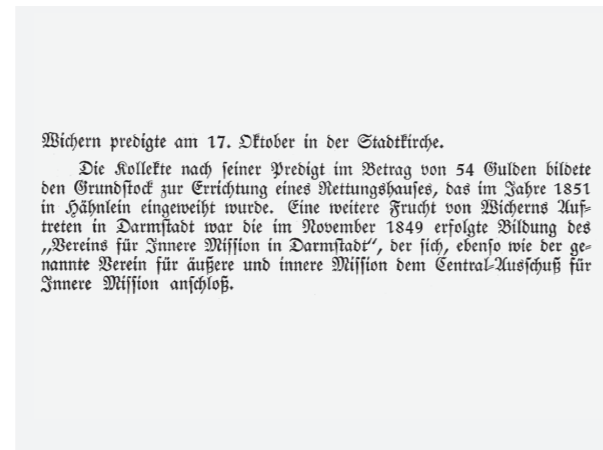 Wichern predigte am 17. Oktober in der Stadtkirche.
Die Kollekte nach seiner Predigt im Betrag von 54 Gulden bildete
den Grundstock zur Errichtung eines Rettungshauses, das im Jahre 1851
in Hähnlein eingeweiht wurde. Eine weitere Frucht von Wicherns Auf-
treten in Darmstadt war die im November 1849 erfolgte Bildung des
„Vereins für Innere Mission in Darmstadt“, der sich, ebenso wie der ge-
nannte Verein für äußere und innere Mission dem Central-Ausschuß für
Innere Mission anschloß.